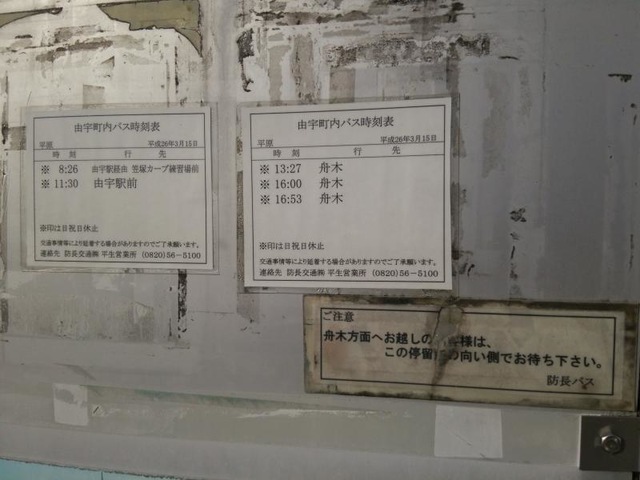 由宇町内バス時刻表
平原 平成26年3月15日
時 刻 行 先
※ 8:26 由宇駅経由 笠塚カープ練習場前
※ 11:30 由宇駅前
※印は日祝日休止
交通事情等により延着する場合がありますのでご了承願います。
連絡先 防長交通㈱ 平生営業所 (0820)56-5100
由宇町内バス時刻表
平原 平成26年3月15日
時 刻 行 先
※ 13:27 舟木
※ 16:00 舟木
※ 16:53 舟木
※印は日祝日休止
交通事情等により延着する場合がありますのでご了承願います。
連絡先 防長交通㈱ 平生営業所 (0820)56-5100
ご注意
舟木方面へお越しの 様は、
この停留 の向い側でお待ち下さい。
防長バス